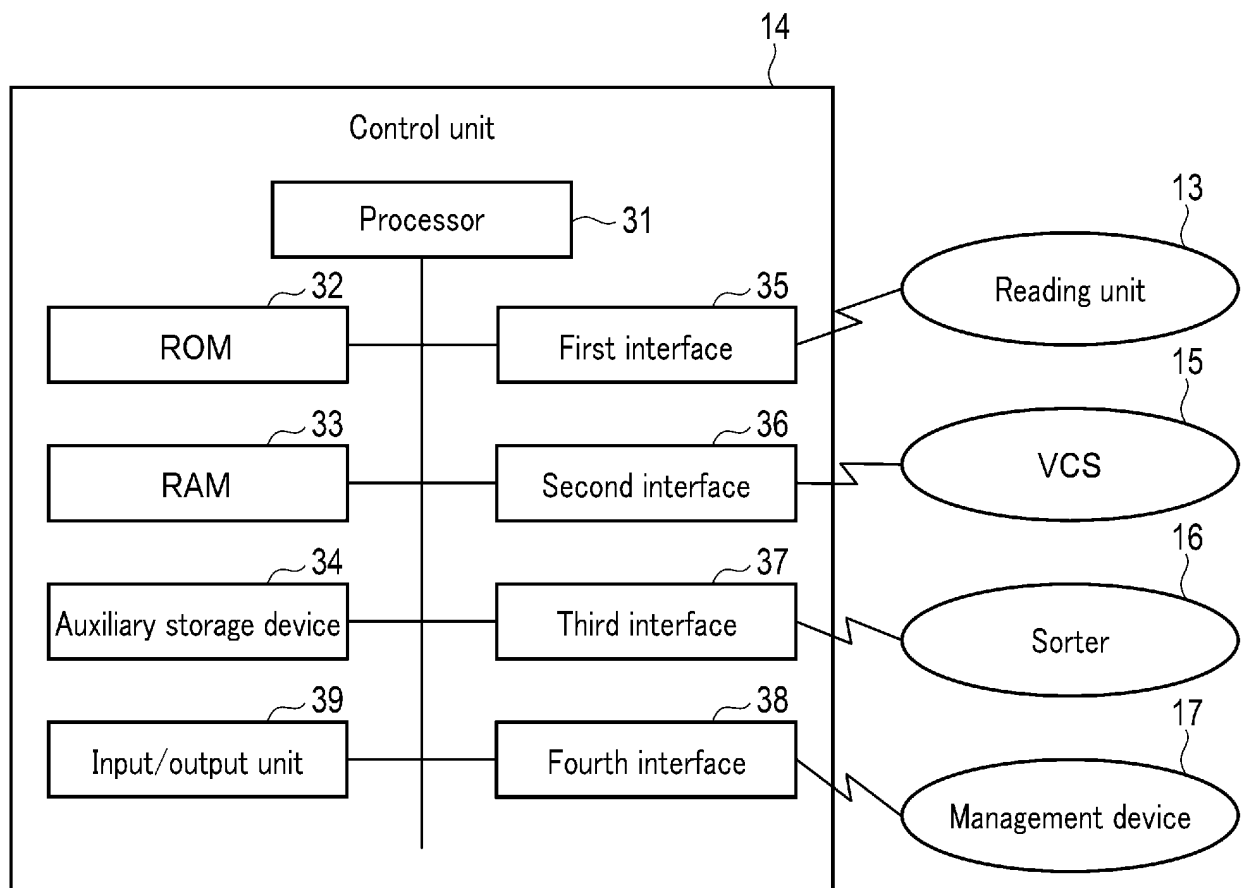 14
Control unit
Processor
31
13
Reading unit
32
ROM
35
First interface
15
VCS
33
RAM
36
Second interface
16
Sorter
34
Auxiliary storage device
37
Third interface
17
Management device
39
Input/output unit
38
Fourth interface